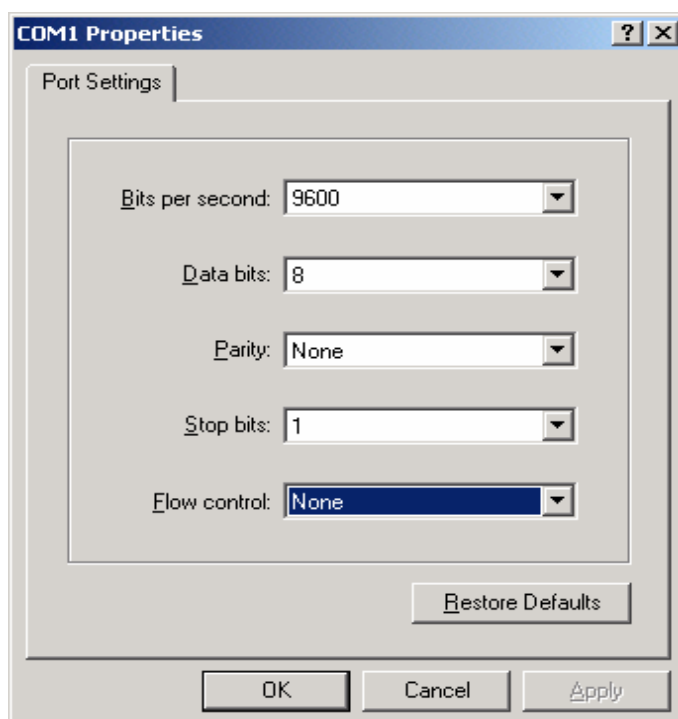 COM1 Properties
Port Settings
Bits per second: 9600
Data bits: 8
Parity: None
Stop bits: 1
Flow control: None
Restore Defaults
OK Cancel Apply